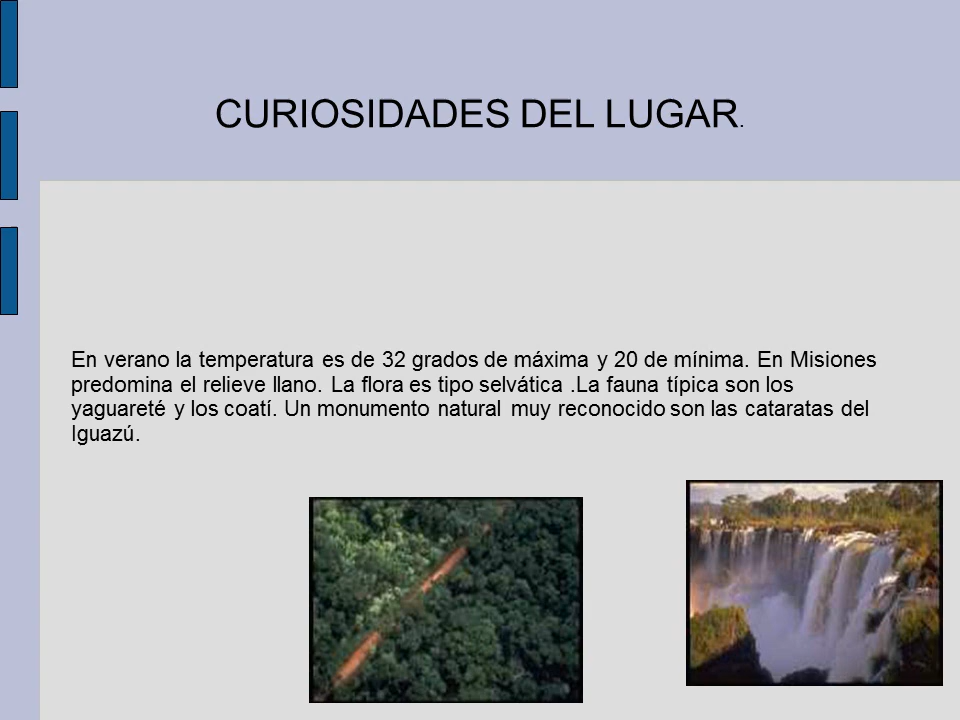 CURIOSIDADES DEL LUGAR.
En verano la temperatura es de 32 grados de máxima y 20 de mínima. En Misiones
predomina el relieve llano. La flora es tipo selvática .La fauna típica son los
yaguareté y los coatí. Un monumento natural muy reconocido son las cataratas del
Iguazú.